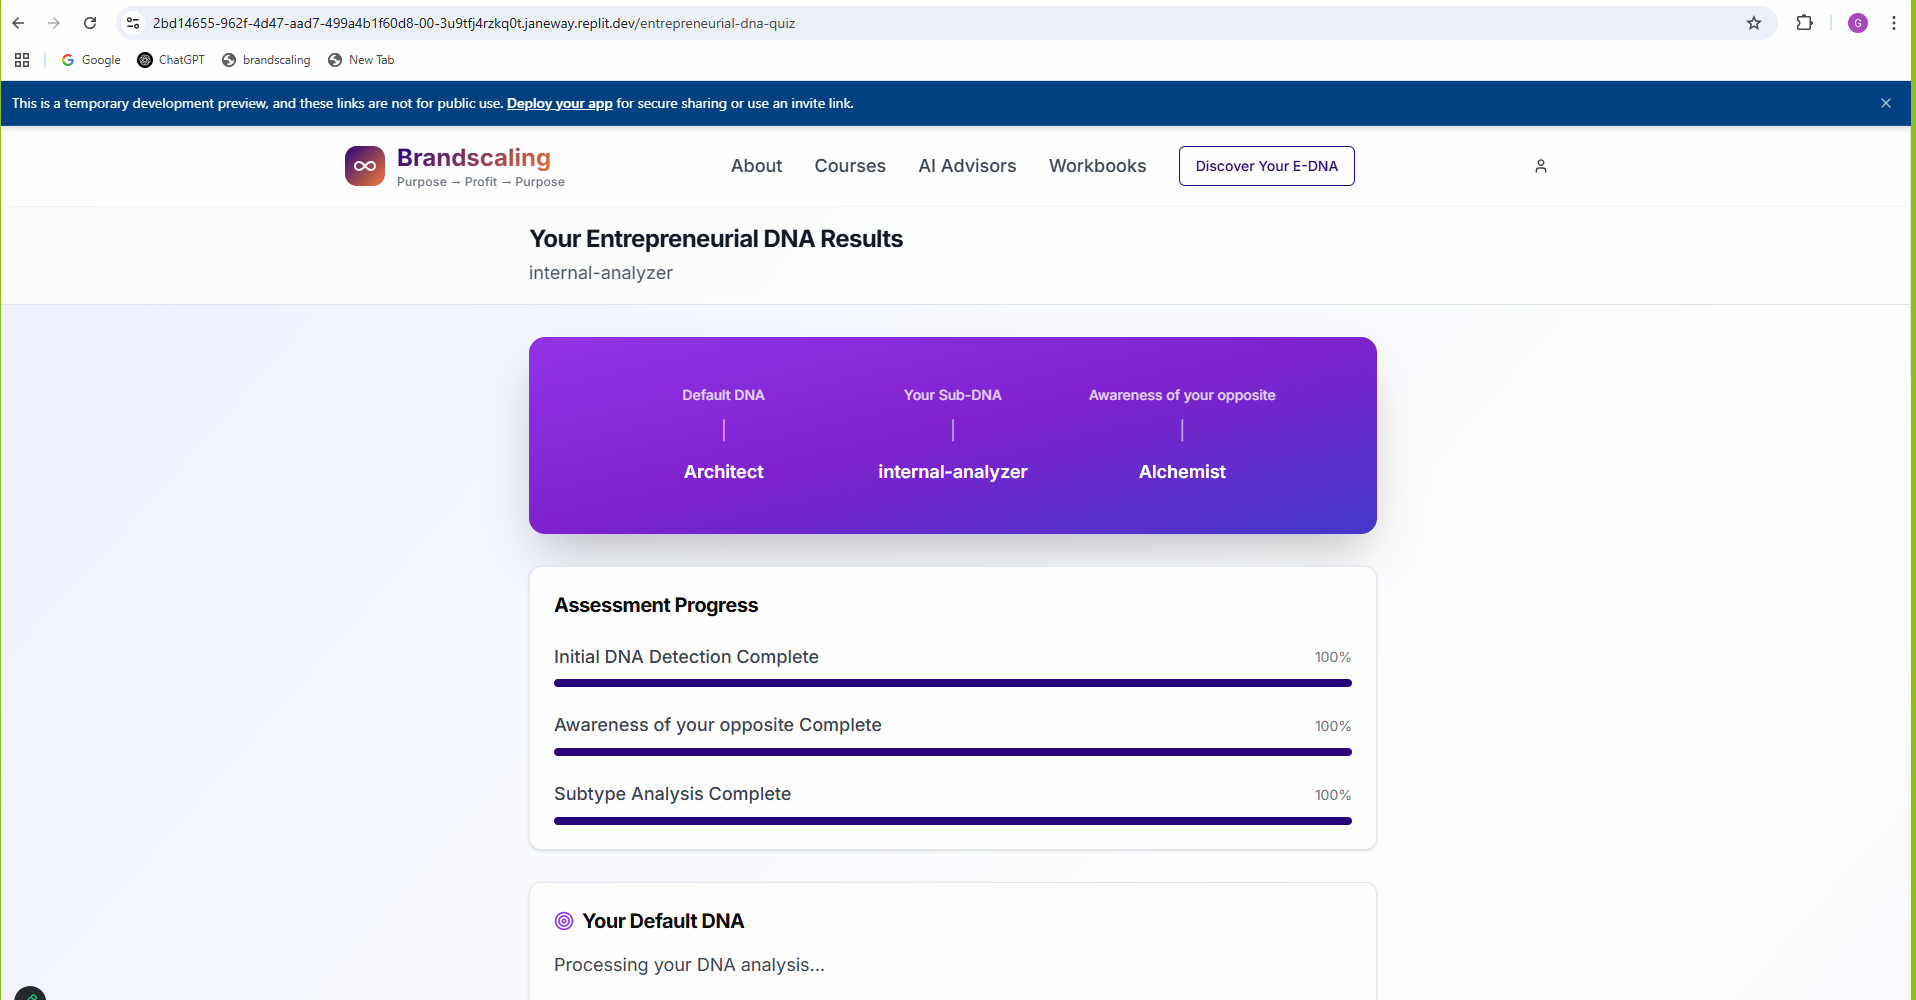 2bd14655-962f-4d47-aad7-499a4b1f60d8-00-3u9tfj4rzkq0t.janeway.replit.dev/entrepreneurial-dna-quiz
G
Google ChatGPT brandscaling New Tab
This is a temporary development preview, and these links are not for public use. Deploy your app for secure sharing or use an invite link.
Brandscaling
Purpose → Profit → Purpose
About Courses AI Advisors Workbooks Discover Your E-DNA
Your Entrepreneurial DNA Results
internal-analyzer
Default DNA Your Sub-DNA Awareness of your opposite
Architect internal-analyzer Alchemist
Assessment Progress
Initial DNA Detection Complete 100%
Awareness of your opposite Complete 100%
Subtype Analysis Complete 100%
Your Default DNA
Processing your DNA analysis...